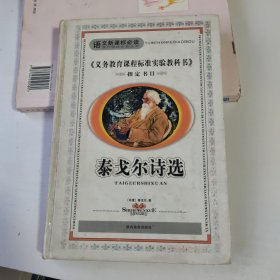 语文新课标必读
YUWENXINKEBIAOBIDU
《义务教育课程标准实验教科书》
指定书目
泰戈尔诗选
TAIGEERSHIXUAN